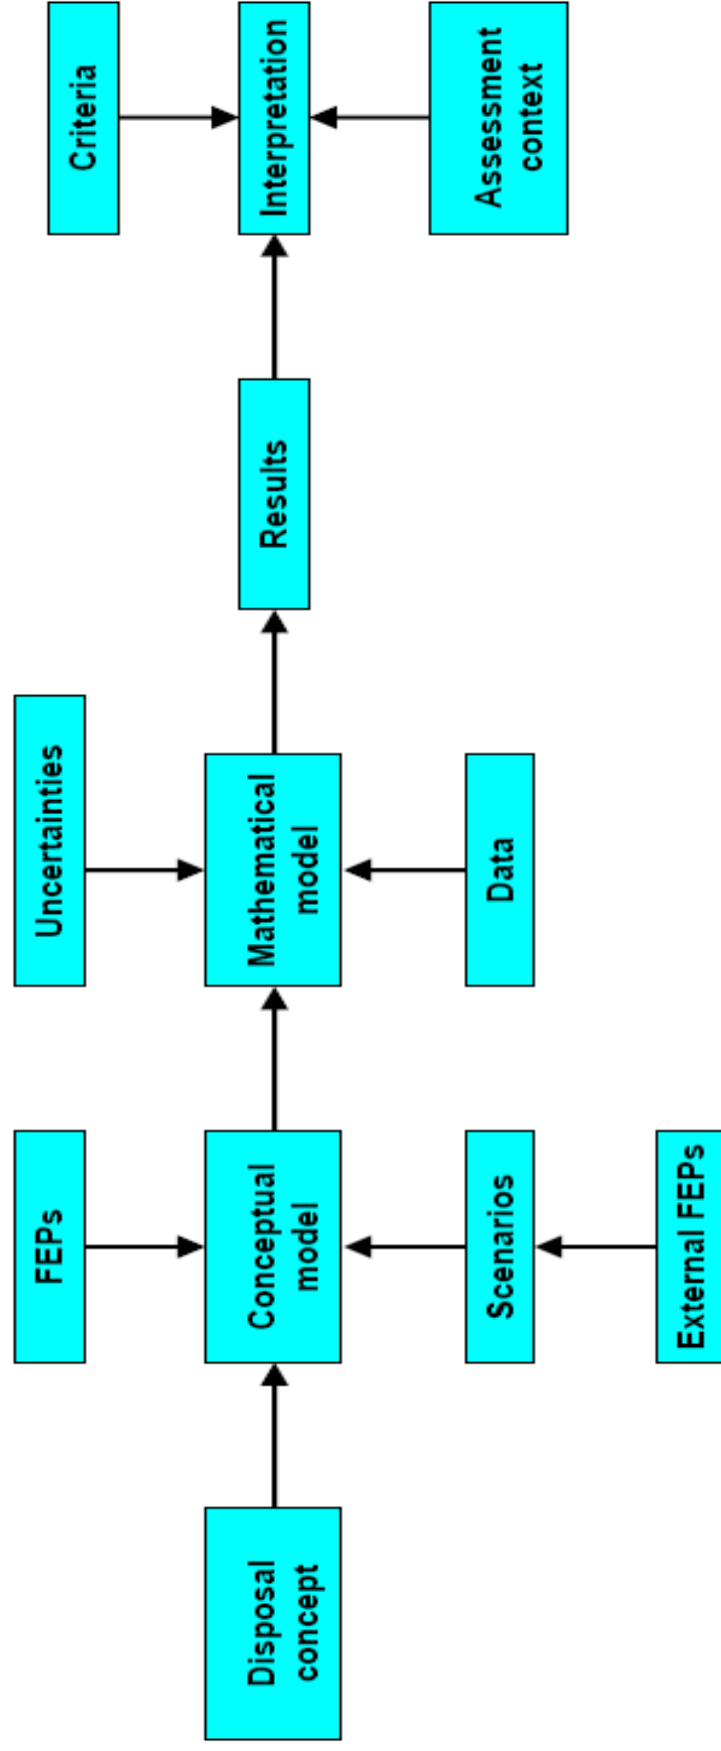 FEPs
Uncertainties
Criteria
Disposal
concept
Conceptual
model
Mathematical
model
Results
Interpretation
Scenarios
Data
Assessment
context
External FEPs